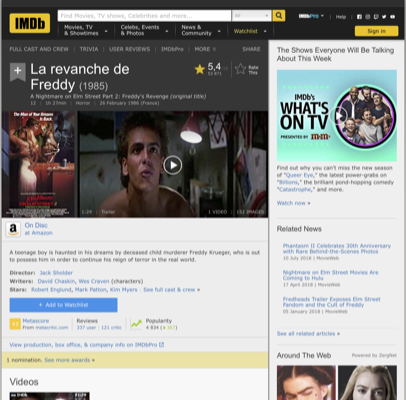 IMDb
Find Movies, TV shows, Celebrities and more...
All
IMDbPro
Help
Movies, TV
& Showtimes
Celebs, Events
& Photos
News &
Community
Watchlist
Sign in
FULL CAST AND CREW | TRIVIA | USER REVIEWS | IMDbPro | MORE
SHARE
La revanche de
Freddy (1985)
5,4
Rate
This
A Nightmare on Elm Street Part 2: Freddy's Revenge (original title)
12 | 1h 27min | Horror | 26 February 1986 (France)
The Man of Your Dreams
Is Back.
1:29 | Trailer
1 VIDEO | 152 IMAGES
On Disc
at Amazon
A teenage boy is haunted in his dreams by deceased child murderer Freddy Krueger, who is out
to possess him in order to continue his reign of terror in the real world.
Director: Jack Sholder
Writers: David Chaskin, Wes Craven (characters)
Stars: Robert Englund, Mark Patton, Kim Myers | See full cast & crew »
+ Add to Watchlist
Metascore
From metacritic.com
Reviews
337 user | 121 critic
Popularity
View production, box office, & company info on IMDbPro
1 nomination. See more awards »
Videos
The Shows Everyone Will Be Talking
About This Week
IMDb's
WHAT'S
ON TV
PRESENTED BY
Find out why you can't miss the new season
of "Queer Eye," the latest power-grabs on
"Britons," the brilliant pond-hopping comedy
"Catastrophe," and more.
Watch now »
Related News
Phantasm II Celebrates 30th Anniversary
with Rare Behind-the-Scenes Photos
10 July 2018 | MovieWeb
Nightmare on Elm Street Movies Are
Coming to Hulu
17 April 2018 | MovieWeb
Fredheads Trailer Explores Elm Street
Fandom and the Cult of Freddy
05 January 2018 | MovieWeb
See all related articles »
Around The Web
Powered by ZergNet